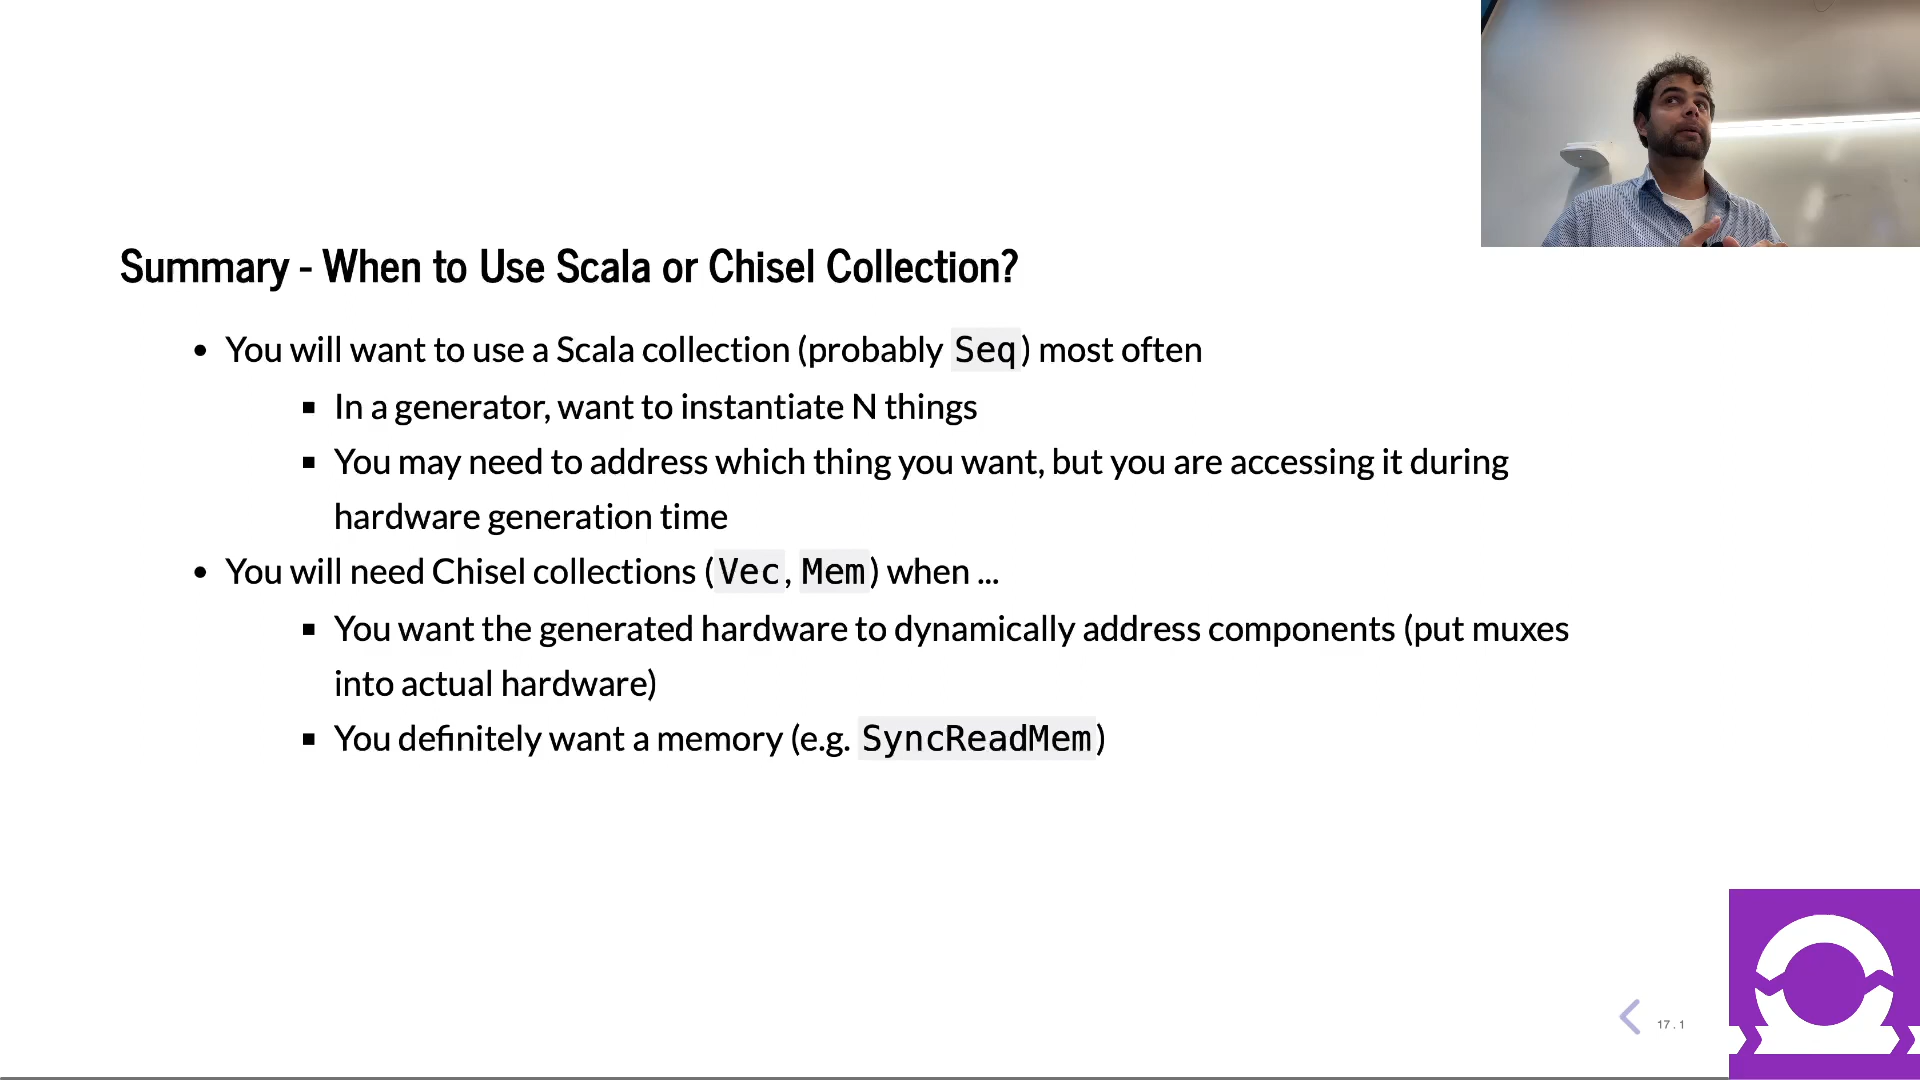 Summary - When to Use Scala or Chisel Collection?
• You will want to use a Scala collection (probably Seq) most often
▪ In a generator, want to instantiate N things
▪ You may need to address which thing you want, but you are accessing it during
hardware generation time
• You will need Chisel collections (Vec, Mem) when ...
▪ You want the generated hardware to dynamically address components (put muxes
into actual hardware)
▪ You definitely want a memory (e.g. SyncReadMem)
17.1